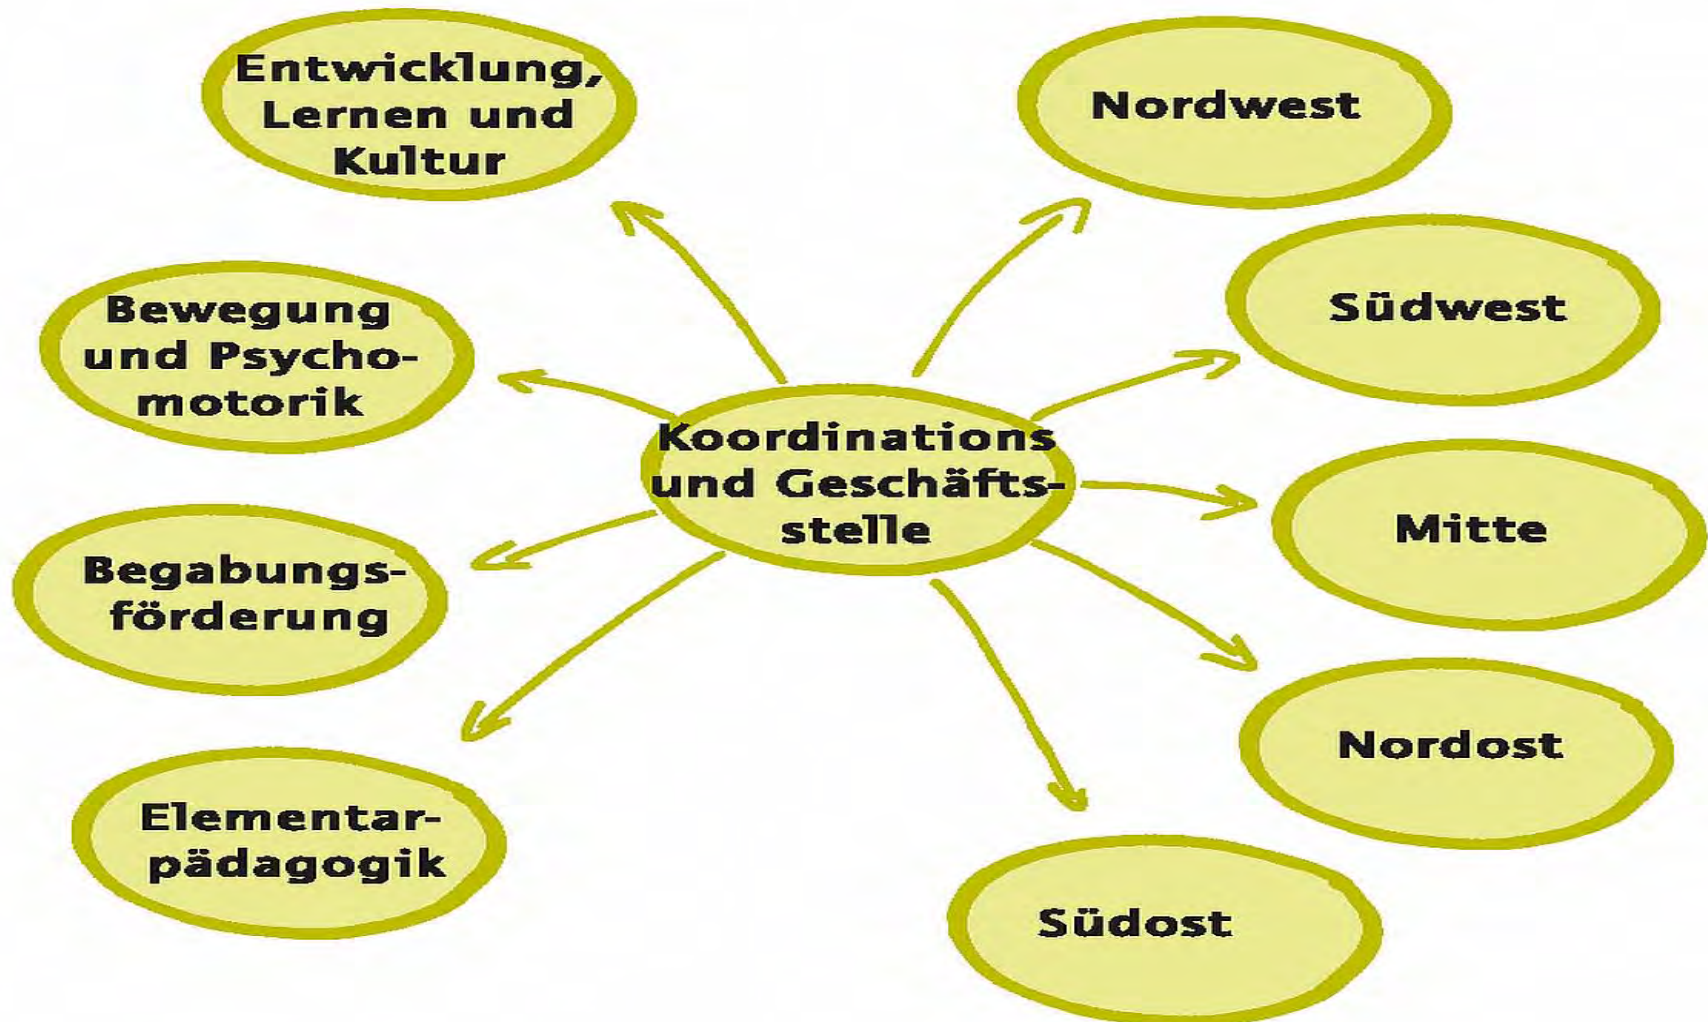 Entwicklung,
Lernen und
Kultur
Bewegung
und Psycho-
motorik
Begabungs-
förderung
Elementar-
pädagogik
Koordinations
und Geschäfts-
stelle
Nordwest
Südwest
Mitte
Nordost
Südost